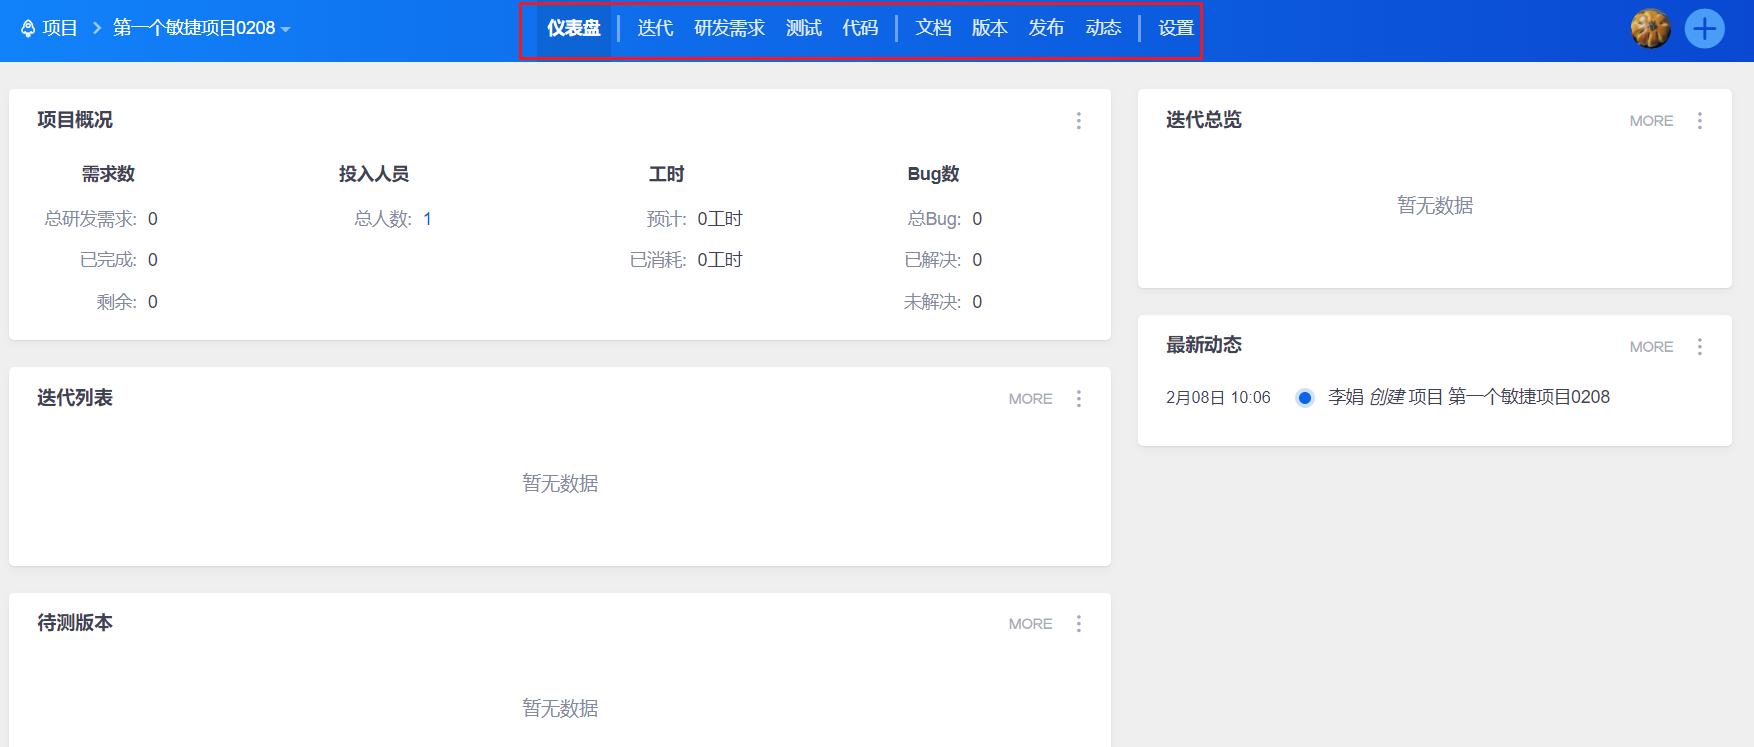 项目 > 第一个敏捷项目0208
仪表盘 | 迭代 研发需求 测试 代码 | 文档 版本 发布 动态 | 设置
项目概况
需求数 投入人员 工时 Bug数
总研发需求: 0 总人数: 1 预计: 0工时 总Bug: 0
已完成: 0 已消耗: 0工时 已解决: 0
剩余: 0 未解决: 0
迭代列表 MORE
暂无数据
待测版本 MORE
暂无数据
迭代总览 MORE
暂无数据
最新动态 MORE
2月08日 10:06 李娟 创建 项目 第一个敏捷项目0208